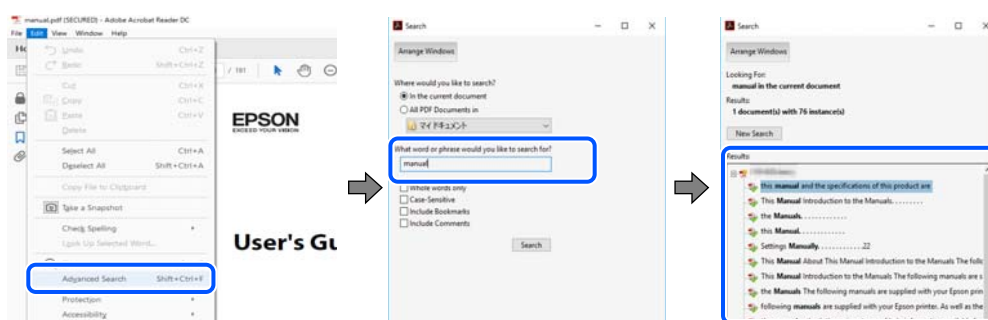 manual.pdf (SECURED) - Adobe Acrobat Reader DC
File Edit View Window Help
Undo Ctrl+Z
Redo Shift+Ctrl+Z
Cut Ctrl+X
Copy Ctrl+C
Paste Ctrl+V
Delete
Select All Ctrl+A
Deselect All Shift+Ctrl+A
Copy File to Clipboard
Take a Snapshot
Check Spelling
Look Up Selected Word...
Advanced Search Shift+Ctrl+F
Protection
Accessibility
/ 191
EPSON
EXCEED YOUR VISION
User's Gu
Search
Arrange Windows
Where would you like to search?
In the current document
All PDF Documents in
マイドキュメント
What word or phrase would you like to search for?
manual
Whole words only
Case-Sensitive
Include Bookmarks
Include Comments
Search
Search
Arrange Windows
Looking For:
manual in the current document
Results:
1 document(s) with 76 instance(s)
New Search
Results:
this manual and the specifications of this product are
This Manual Introduction to the Manuals. . . . . . . . .
the Manuals. . . . . . . . . . . . .
this Manual. . . . . . . . . . . . .
Settings Manually. . . . . . . . . . . . .22
This Manual About This Manual Introduction to the Manuals The follo
This Manual Introduction to the Manuals The following manuals are s
the Manuals The following manuals are supplied with your Epson prin
following manuals are supplied with your Epson printer. As well as the